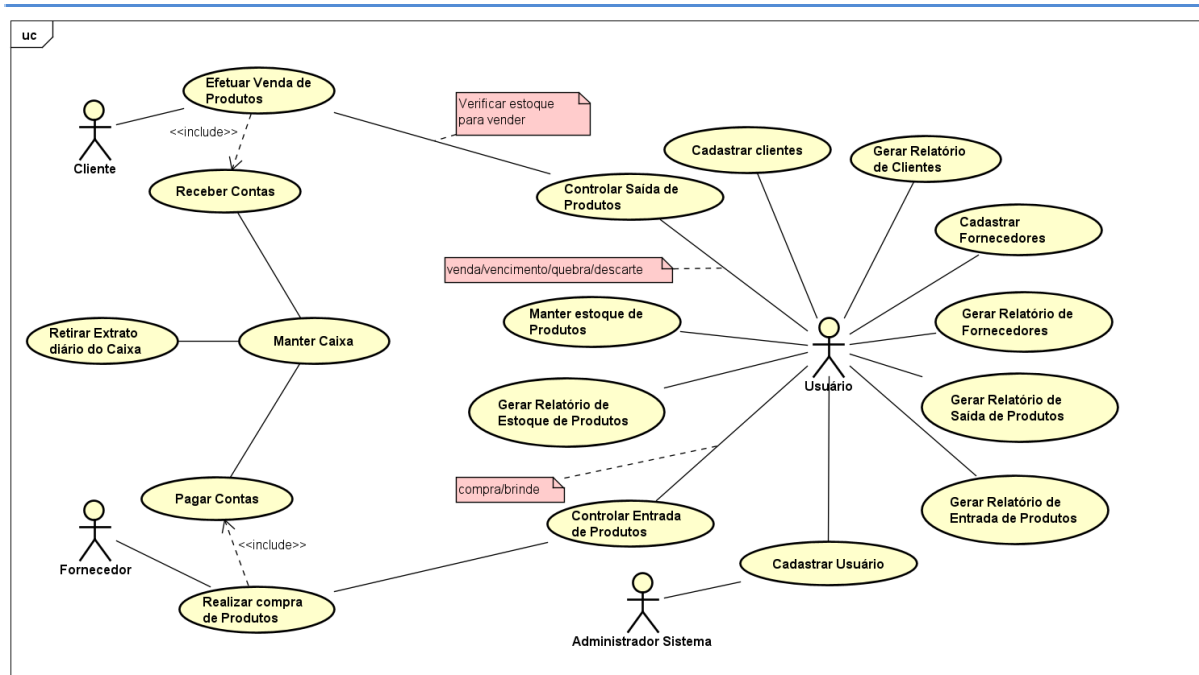 uc
Efetuar Venda de
Produtos
Verificar estoque
para vender
<<include>>
Cliente
Receber Contas
Cadastrar clientes
Gerar Relatório
de Clientes
Controlar Saída de
Produtos
Cadastrar
Fornecedores
venda/vencimento/quebra/descarte
Retirar Extrato
diário do Caixa
Manter Caixa
Manter estoque de
Produtos
Gerar Relatório de
Fornecedores
Usuário
Gerar Relatório de
Estoque de Produtos
Gerar Relatório de
Saída de Produtos
Pagar Contas
compra/brinde
Controlar Entrada
de Produtos
Gerar Relatório de
Entrada de Produtos
Fornecedor
<<include>>
Cadastrar Usuário
Realizar compra
de Produtos
Administrador Sistema